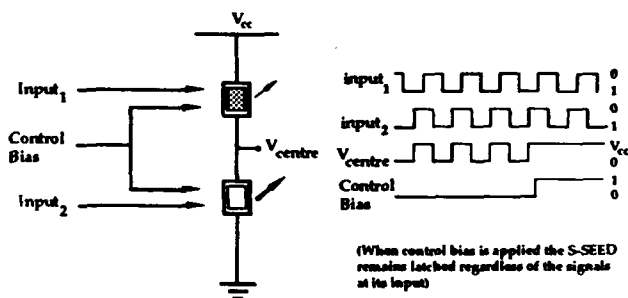 Vcc
Input1
Control
Bias
Input2
Vcentre
input1
0
1
input2
0
1
Vcentre
Vcc
0
Control
Bias
1
0
(When control bias is applied the S-SEED
remains latched regardless of the signals
at its input)